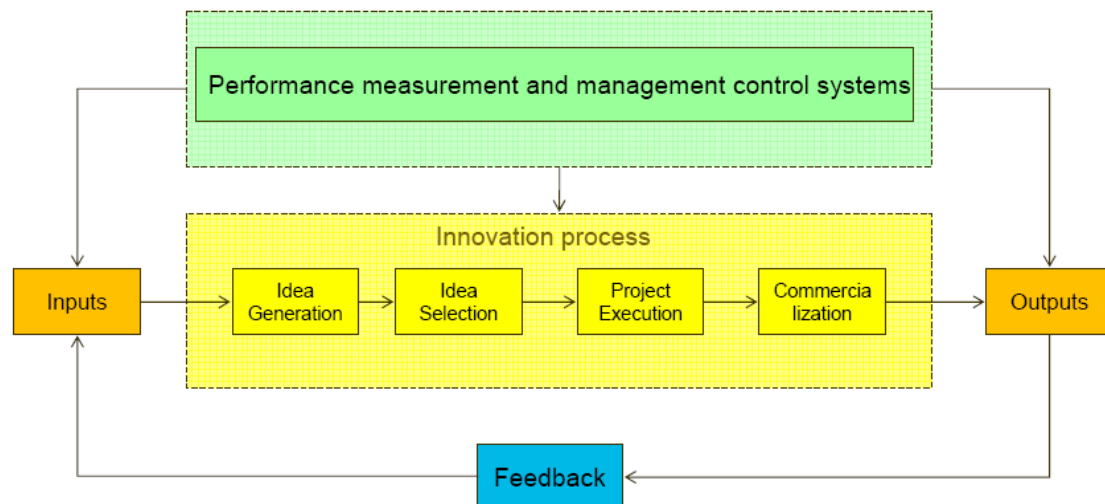 Performance measurement and management control systems
Innovation process
Inputs
Idea
Generation
Idea
Selection
Project
Execution
Commercia
lization
Outputs
Feedback